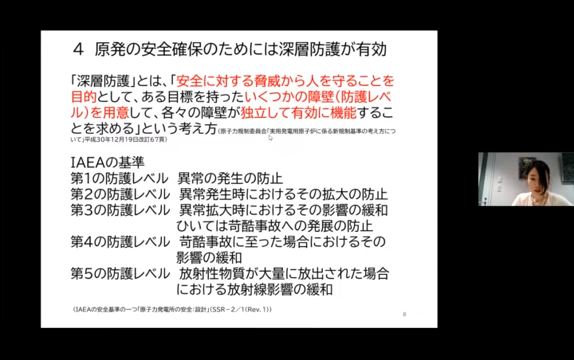 4 原発の安全確保のためには深層防護が有効
「深層防護」とは、「安全に対する脅威から人を守ることを
目的として、ある目標を持ったいくつかの障壁(防護レベ
ル)を用意して、各々の障壁が独立して有効に機能するこ
とを求める」という考え方(原子力規制委員会「実用発電用原子炉に係る新規制基準の考え方につ
いて」平成30年12月19日改訂67頁)
IAEAの基準
第1の防護レベル 異常の発生の防止
第2の防護レベル 異常発生時におけるその拡大の防止
第3の防護レベル 異常拡大時におけるその影響の緩和
ひいては苛酷事故への発展の防止
第4の防護レベル 苛酷事故に至った場合におけるその
影響の緩和
第5の防護レベル 放射性物質が大量に放出された場合
における放射線影響の緩和
(IAEAの安全基準の一つ「原子力発電所の安全:設計」(SSR-2/1(Rev.1))
8